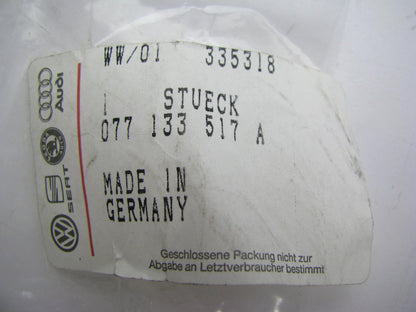 WW/01 335318
1 STUECK
077 133 517 A
MADE IN
GERMANY
Geschlossene Packung nicht zur
Abgabe an Letztverbraucher bestimmt
Audi
SEAT